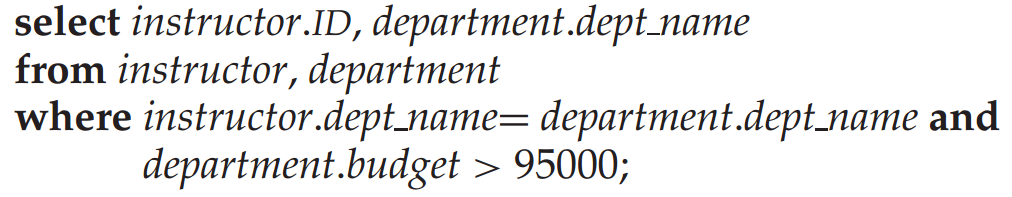 select instructor.ID, department.dept_name
from instructor, department
where instructor.dept_name= department.dept_name and
department.budget > 95000;